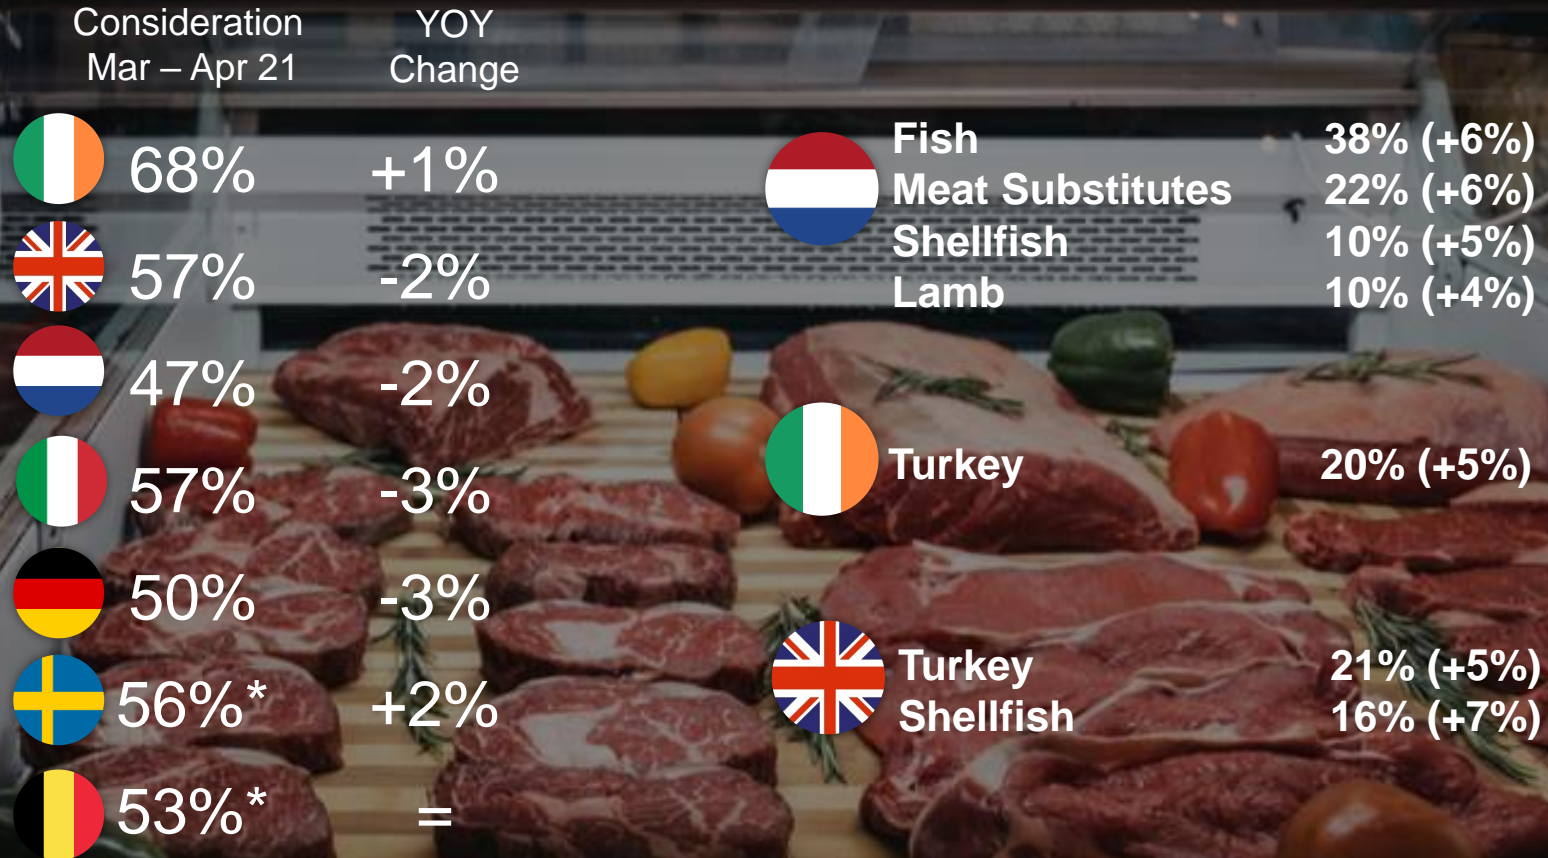 Consideration
Mar – Apr 21
YOY
Change
68% +1%
57% -2%
47% -2%
57% -3%
50% -3%
56%* +2%
53%* =
Fish 38% (+6%)
Meat Substitutes 22% (+6%)
Shellfish 10% (+5%)
Lamb 10% (+4%)
Turkey 20% (+5%)
Turkey 21% (+5%)
Shellfish 16% (+7%)